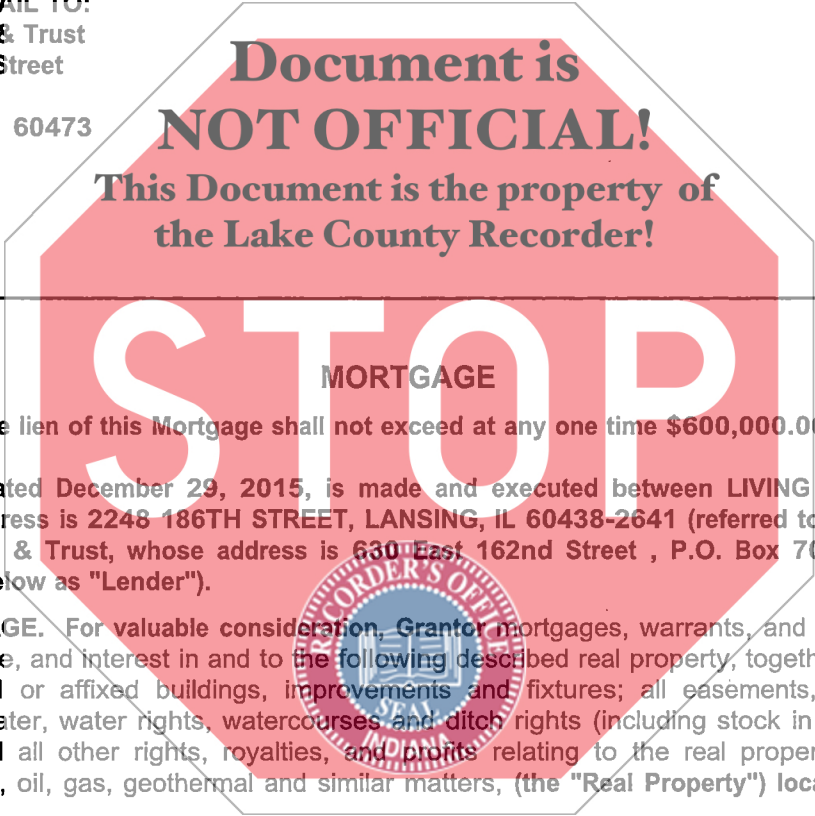 AIL TO:
& Trust
Street
60473
Document is
NOT OFFICIAL!
This Document is the property of
the Lake County Recorder!
STOP
MORTGAGE
e lien of this Mortgage shall not exceed at any one time $600,000.00
ated December 29, 2015, is made and executed between LIVING
ress is 2248 186TH STREET, LANSING, IL 60438-2641 (referred to
& Trust, whose address is 630 East 162nd Street , P.O. Box 70
elow as "Lender").
GE. For valuable consideration, Grantor mortgages, warrants, and
e, and interest in and to the following described real property, togeth
or affixed buildings, improvements and fixtures; all easements,
ater, water rights, watercourses and ditch rights (including stock in
all other rights, royalties, and profits relating to the real proper
, oil, gas, geothermal and similar matters, (the "Real Property") loca
RECORDER'S OFFICE
SEAL
INDIANA